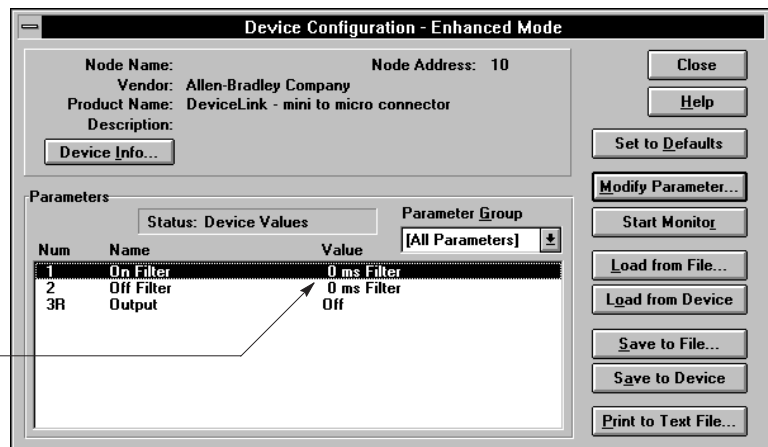 Device Configuration - Enhanced Mode
Node Name: Node Address: 10
Vendor: Allen-Bradley Company
Product Name: DeviceLink - mini to micro connector
Description:
Device Info...
Close
Help
Set to Defaults
Modify Parameter...
Start Monitor
Load from File...
Load from Device
Save to File...
Save to Device
Print to Text File...
Parameters
Status: Device Values
Parameter Group
[All Parameters]
Num Name Value
1 On Filter 0 ms Filter
2 Off Filter 0 ms Filter
3R Output Off